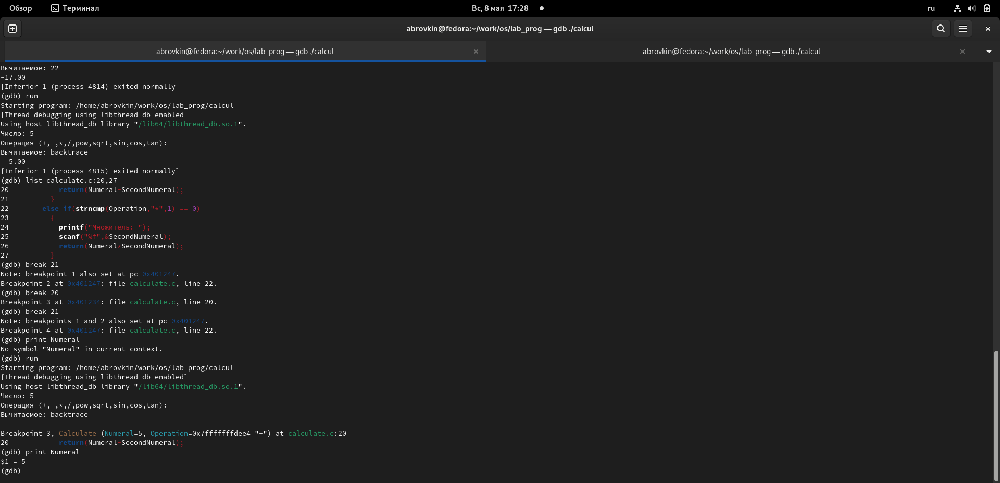 Обзор Терминал Вс, 8 мая 17:28 ru
abrovkin@fedora:~/work/os/lab_prog — gdb ./calcul
abrovkin@fedora:~/work/os/lab_prog — gdb ./calcul abrovkin@fedora:~/work/os/lab_prog — gdb ./calcul
Вычитаемое: 22
-17.00
[Inferior 1 (process 4814) exited normally]
(gdb) run
Starting program: /home/abrovkin/work/os/lab_prog/calcul
[Thread debugging using libthread_db enabled]
Using host libthread_db library "/lib64/libthread_db.so.1".
Число: 5
Операция (+,-,*,/,pow,sqrt,sin,cos,tan): -
Вычитаемое: backtrace
  5.00
[Inferior 1 (process 4815) exited normally]
(gdb) list calculate.c:20,27
20            return(Numeral-SecondNumeral);
21          }
22        else if(strncmp(Operation,"*",1) == 0)
23          {
24            printf("Множитель: ");
25            scanf("%f",&SecondNumeral);
26            return(Numeral*SecondNumeral);
27          }
(gdb) break 21
Note: breakpoint 1 also set at pc 0x401247.
Breakpoint 2 at 0x401247: file calculate.c, line 22.
(gdb) break 20
Breakpoint 3 at 0x401234: file calculate.c, line 20.
(gdb) break 21
Note: breakpoints 1 and 2 also set at pc 0x401247.
Breakpoint 4 at 0x401247: file calculate.c, line 22.
(gdb) print Numeral
No symbol "Numeral" in current context.
(gdb) run
Starting program: /home/abrovkin/work/os/lab_prog/calcul
[Thread debugging using libthread_db enabled]
Using host libthread_db library "/lib64/libthread_db.so.1".
Число: 5
Операция (+,-,*,/,pow,sqrt,sin,cos,tan): -
Вычитаемое: backtrace
Breakpoint 3, Calculate (Numeral=5, Operation=0x7fffffffdee4 "-") at calculate.c:20
20            return(Numeral-SecondNumeral);
(gdb) print Numeral
$1 = 5
(gdb)